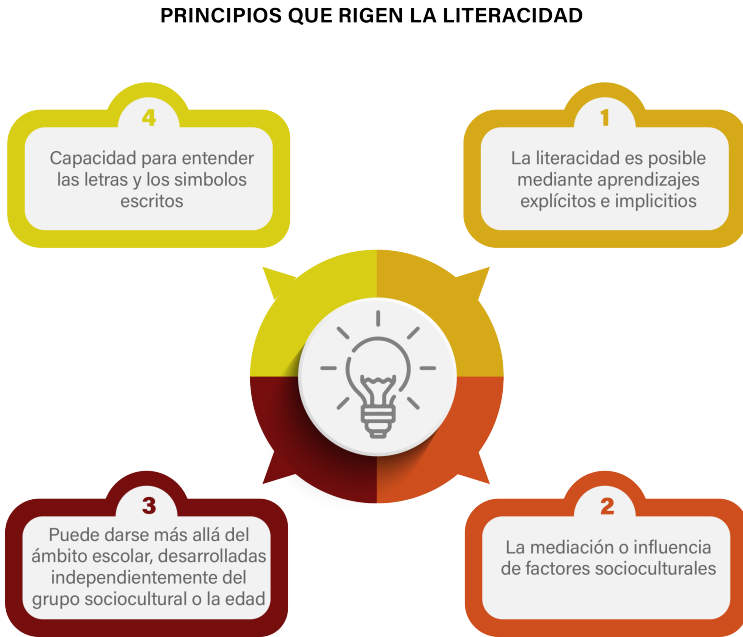 PRINCIPIOS QUE RIGEN LA LITERACIDAD
4
Capacidad para entender
las letras y los simbolos
escritos
1
La literacidad es posible
mediante aprendizajes
explícitos e implicitios
3
Puede darse más allá del
ámbito escolar, desarrolladas
independientemente del
grupo sociocultural o la edad
2
La mediación o influencia
de factores socioculturales